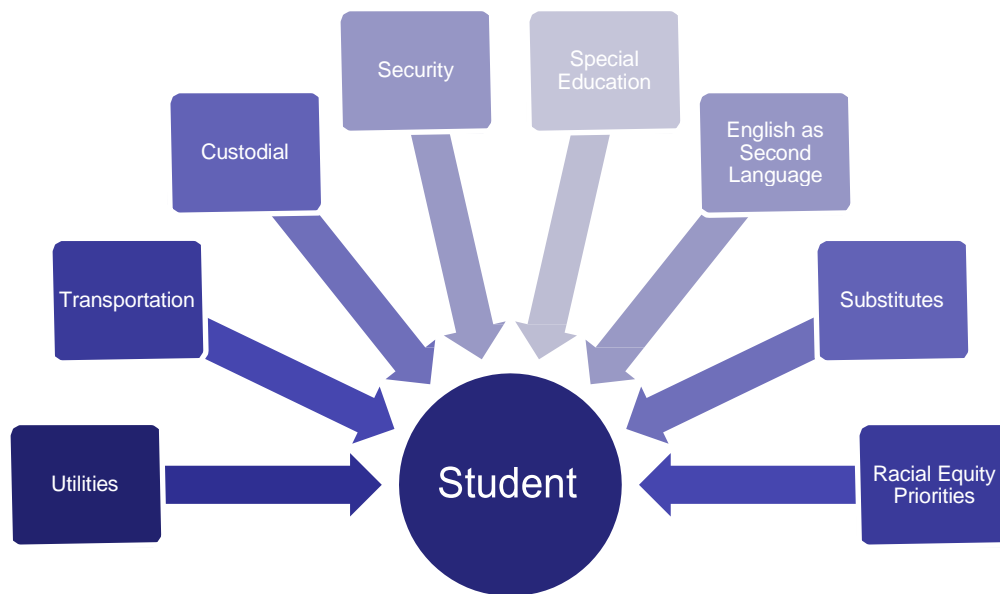 Security
Special
Education
Custodial
English as
Second
Language
Transportation
Substitutes
Utilities
Student
Racial Equity
Priorities